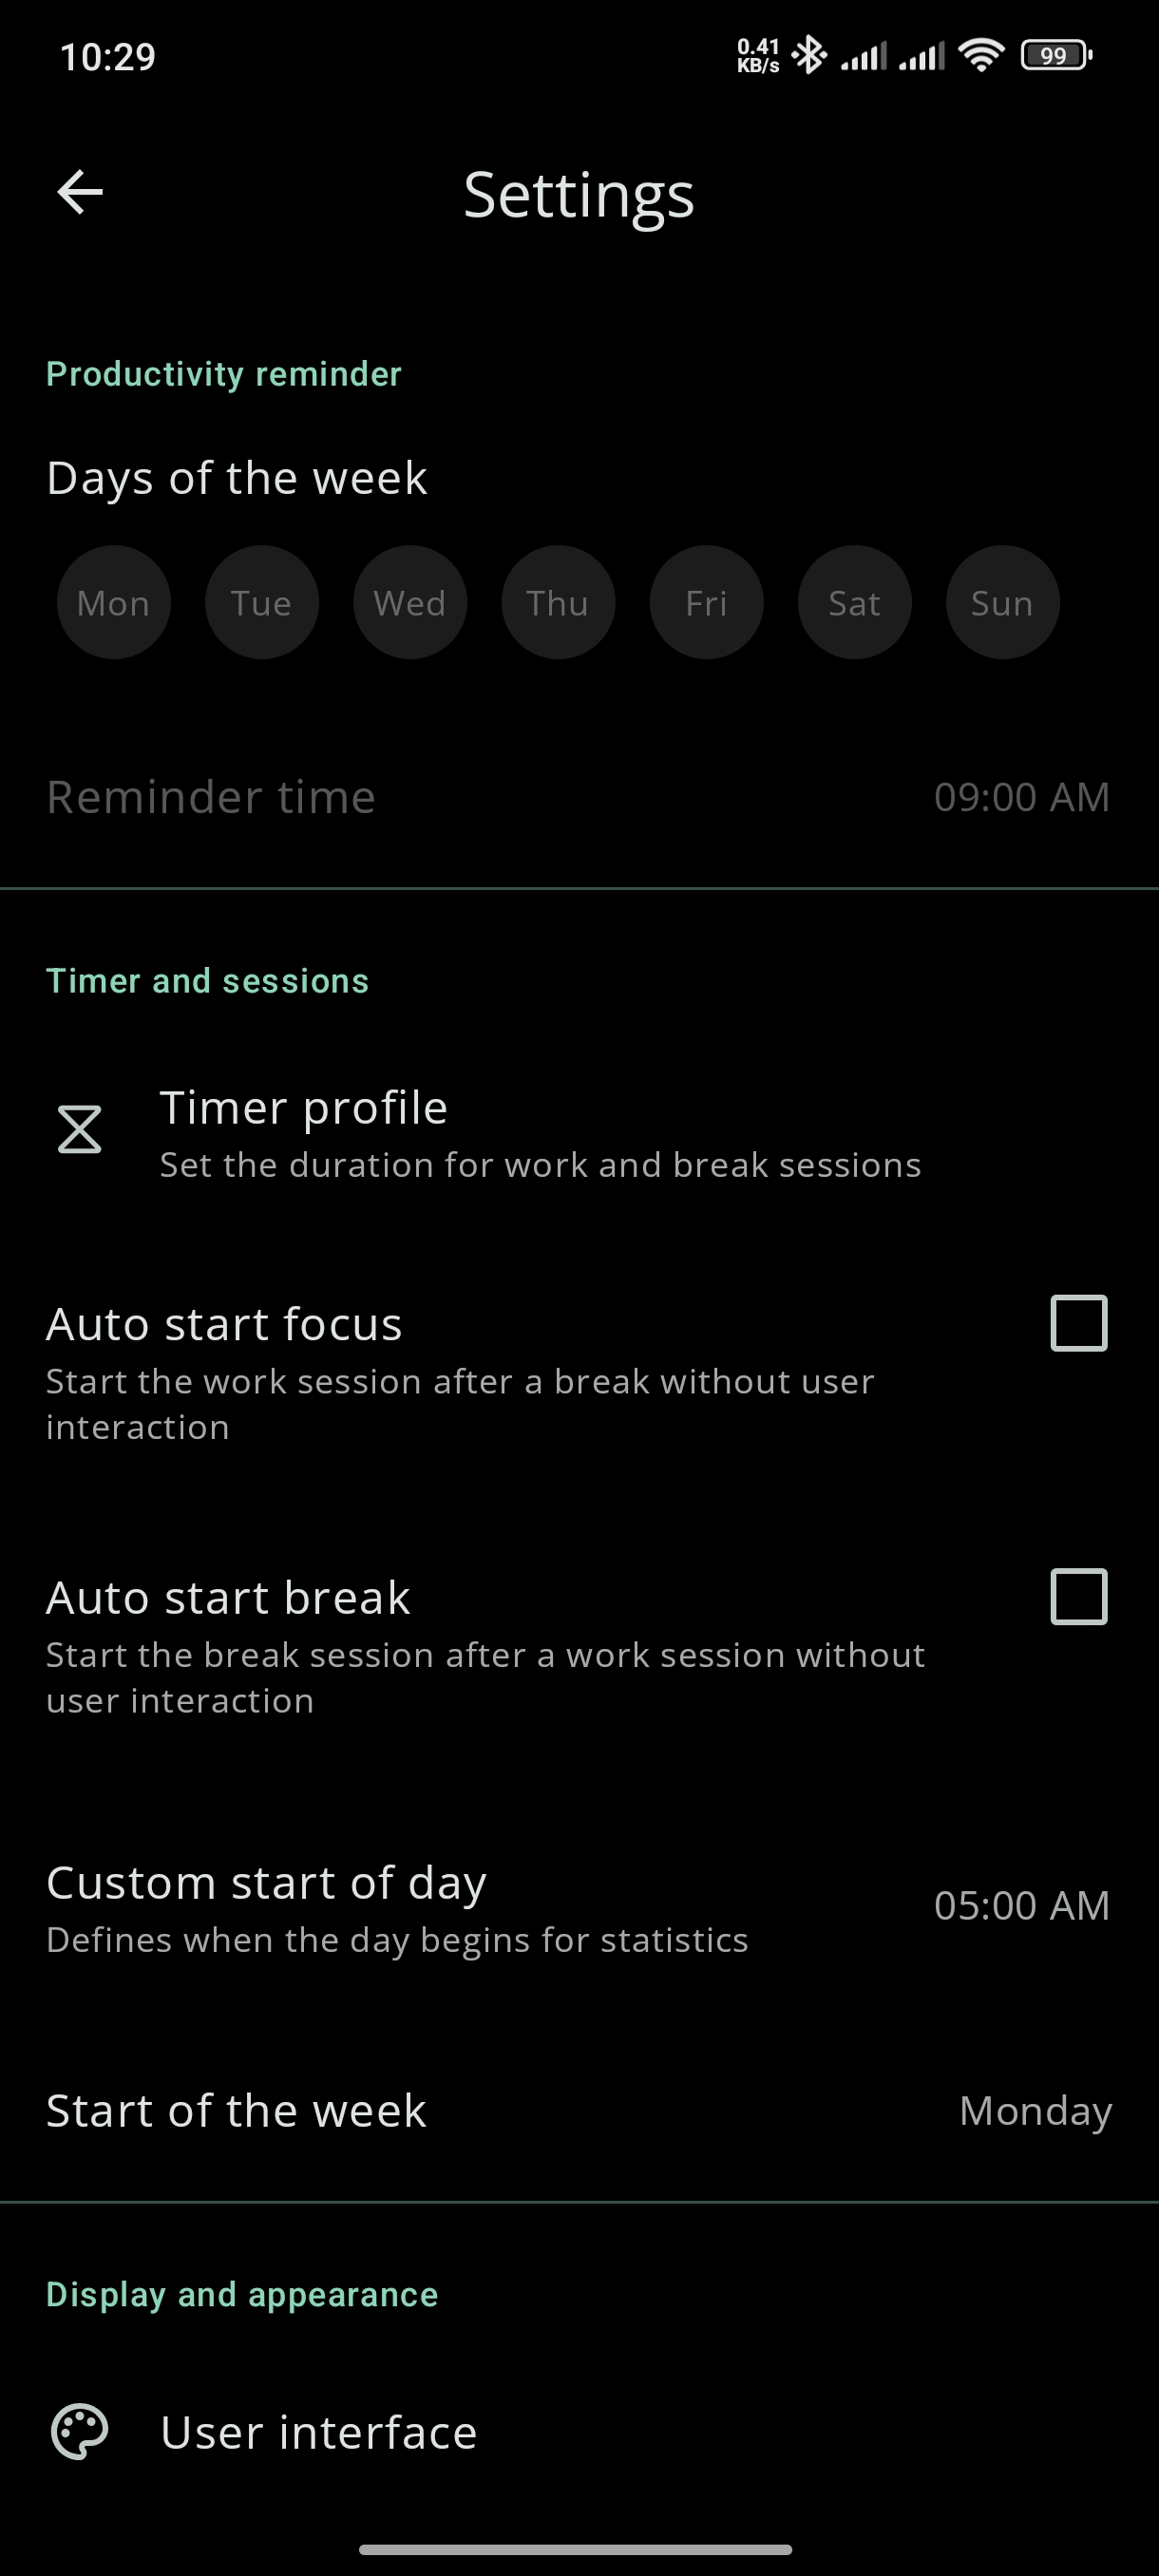 10:29
0.41
KB/s
99
Settings
Productivity reminder
Days of the week
Mon Tue Wed Thu Fri Sat Sun
Reminder time 09:00 AM
Timer and sessions
Timer profile
Set the duration for work and break sessions
Auto start focus
Start the work session after a break without user
interaction
Auto start break
Start the break session after a work session without
user interaction
Custom start of day
05:00 AM
Defines when the day begins for statistics
Start of the week Monday
Display and appearance
User interface